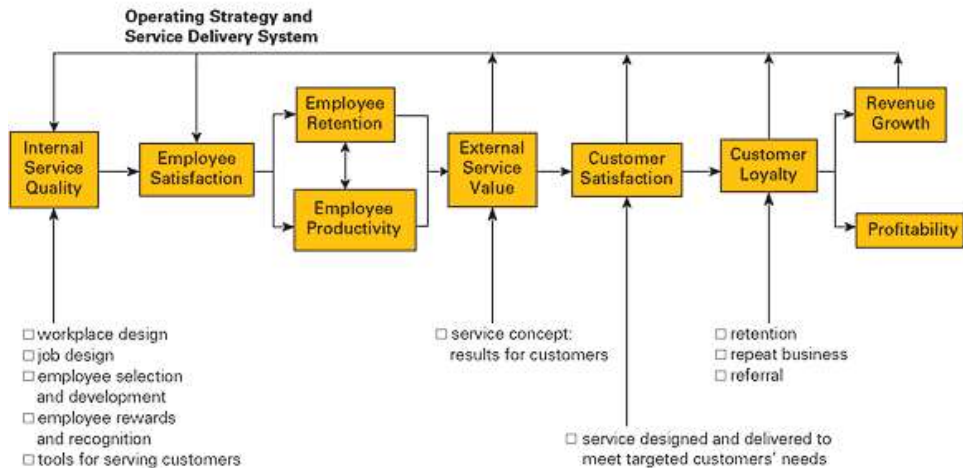 Operating Strategy and
Service Delivery System
Internal
Service
Quality
Employee
Satisfaction
Employee
Retention
Employee
Productivity
External
Service
Value
Customer
Satisfaction
Customer
Loyalty
Revenue
Growth
Profitability
□ workplace design
□ job design
□ employee selection
and development
□ employee rewards
and recognition
□ tools for serving customers
□ service concept:
results for customers
□ service designed and delivered to
meet targeted customers' needs
□ retention
□ repeat business
□ referral